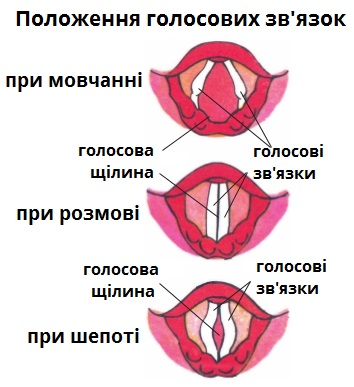 Положення голосових зв'язок
при мовчанні
голосова
щілина
голосові
зв'язки
при розмові
голосова
щілина
голосові
зв'язки
при шепоті